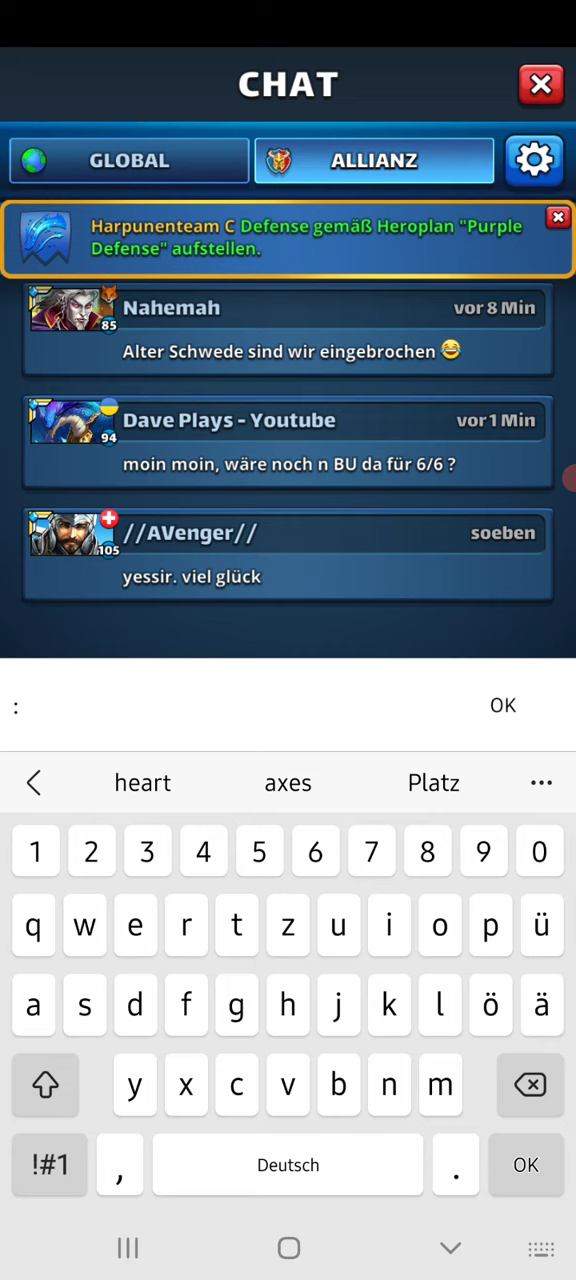 CHAT
GLOBAL
ALLIANZ
Harpunenteam C Defense gemäß Heroplan "Purple
Defense" aufstellen.
85
Nahemah
vor 8 Min
Alter Schwede sind wir eingebrochen 😂
94
Dave Plays - Youtube
vor 1 Min
moin moin, wäre noch n BU da für 6/6 ?
105
//AVenger//
soeben
yessir. viel glück
:
OK
heart
axes
Platz
1 2 3 4 5 6 7 8 9 0
q w e r t z u i o p ü
a s d f g h j k l ö ä
y x c v b n m
!#1 , Deutsch . OK